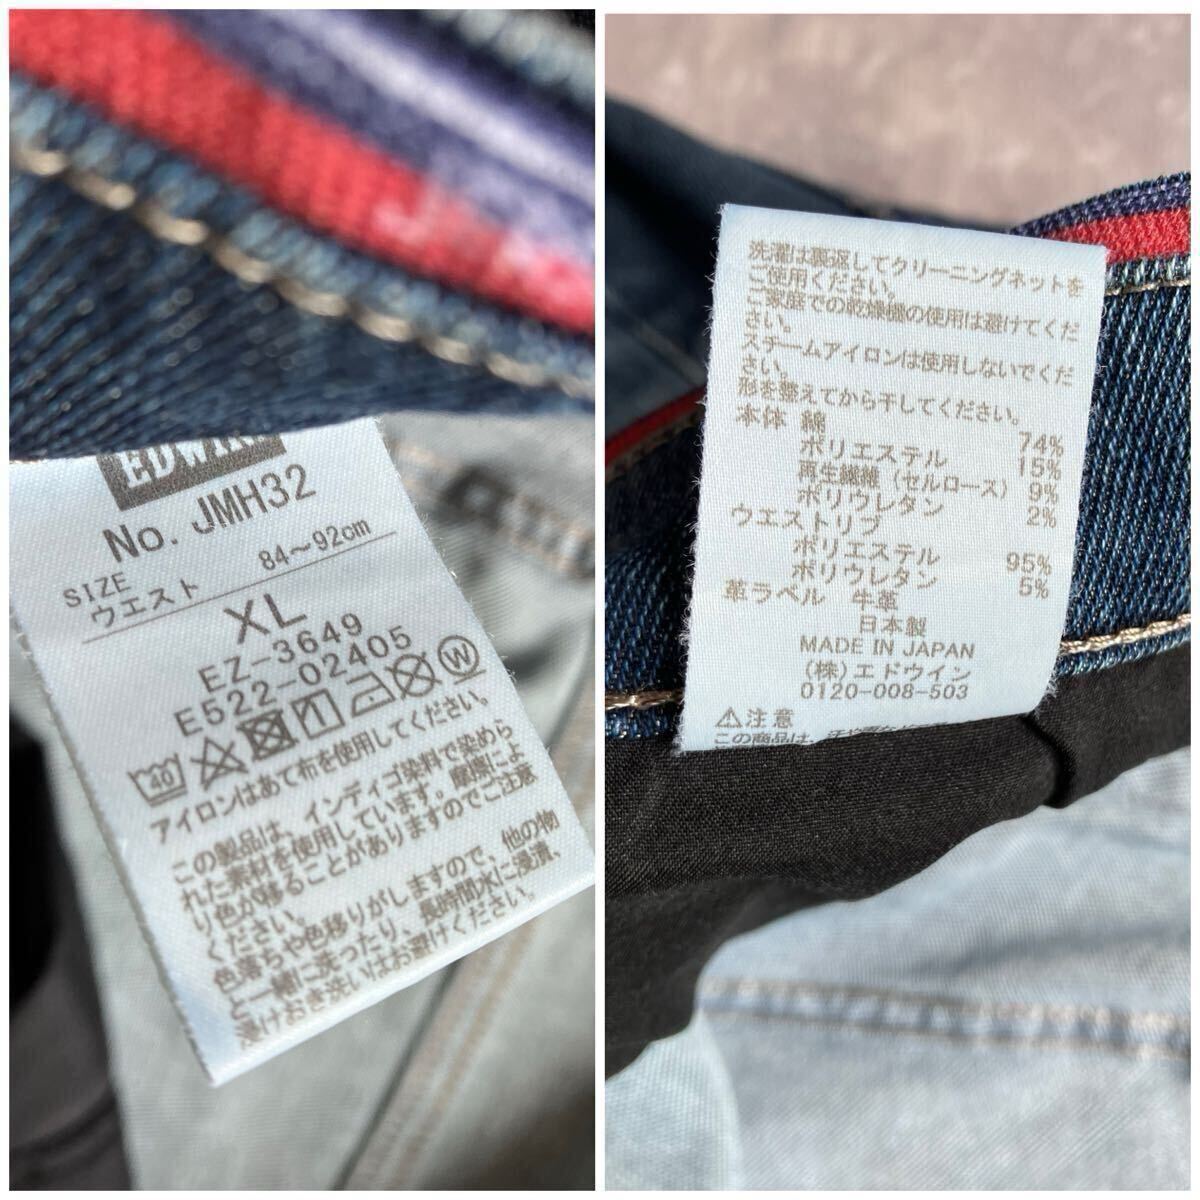 EDWIN
No. JMH32
SIZE
ウエスト 84～92cm
XL
EZ-3649
E522-02405
40 W
アイロンはあて布を使用してください。
この製品は、インディゴ染料で染めら
れた素材を使用しています。摩擦によ
り色が移ることがありますのでご注意
ください。
色落ちや色移りがしますので、他の物
と一緒に洗ったり、長時間水に浸漬、
浸けおき洗いはお避けください。
洗濯は裏返してクリーニングネットを
ご使用ください。
ご家庭での乾燥機の使用は避けてくだ
さい。
スチームアイロンは使用しないでくだ
さい。
形を整えてから干してください。
本体 綿 74%
ポリエステル 15%
再生繊維(セルロース) 9%
ポリウレタン 2%
ウエストリブ
ポリエステル 95%
ポリウレタン 5%
革ラベル 牛革
日本製
MADE IN JAPAN
(株)エドウイン
0120-008-503
⚠注意
この商品は、